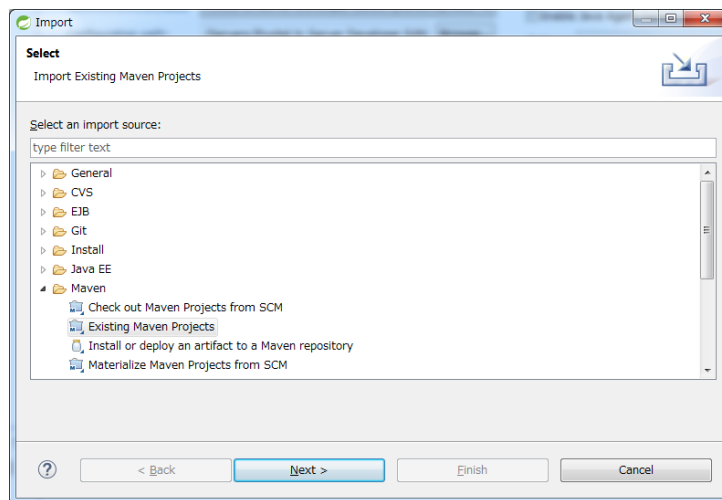 Import
Select
Import Existing Maven Projects
Select an import source:
type filter text
General
CVS
EJB
Git
Install
Java EE
Maven
Check out Maven Projects from SCM
Existing Maven Projects
Install or deploy an artifact to a Maven repository
Materialize Maven Projects from SCM
< Back
Next >
Finish
Cancel